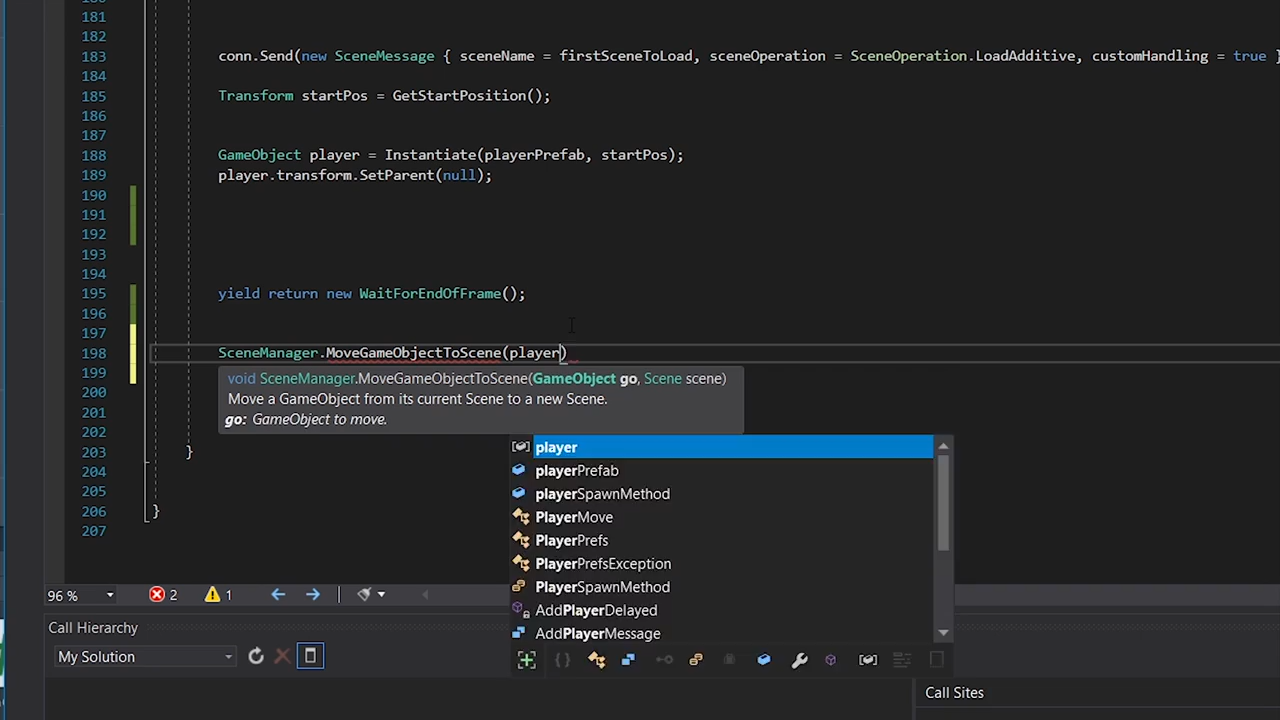 181
182
183 conn.Send(new SceneMessage { sceneName = firstSceneToLoad, sceneOperation = SceneOperation.LoadAdditive, customHandling = true }
184
185 Transform startPos = GetStartPosition();
186
187
188 GameObject player = Instantiate(playerPrefab, startPos);
189 player.transform.SetParent(null);
190
191
192
193
194
195 yield return new WaitForEndOfFrame();
196
197
198 SceneManager.MoveGameObjectToScene(player)
199
void SceneManager.MoveGameObjectToScene(GameObject go, Scene scene)
Move a GameObject from its current Scene to a new Scene.
go: GameObject to move.
200
201
202
203 }
204
205
206 }
207
player
playerPrefab
playerSpawnMethod
PlayerMove
PlayerPrefs
PlayerPrefsException
PlayerSpawnMethod
AddPlayerDelayed
AddPlayerMessage
96 % 2 1
Call Hierarchy
My Solution
Call Sites